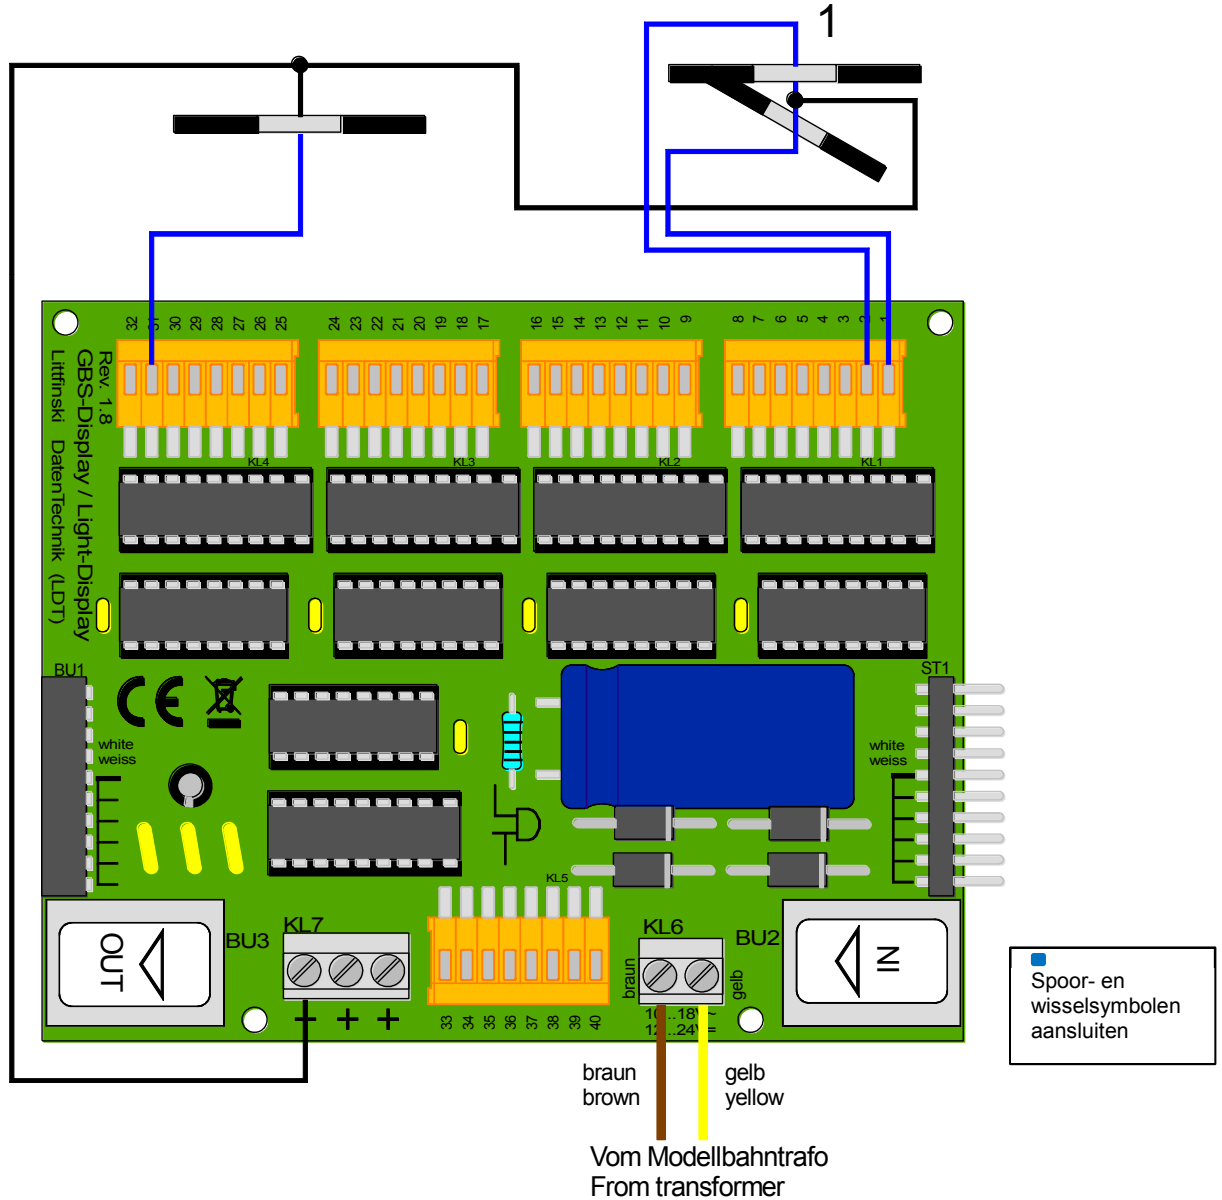 1
32 31 30 29 28 27 26 25
24 23 22 21 20 19 18 17
16 15 14 13 12 11 10 9
8 7 6 5 4 3 2 1
Rev. 1.8
GBS-Display / Light-Display
Littfinski DatenTechnik (LDT)
KL4
KL3
KL2
KL1
BU1
ST1
white
weiss
white
weiss
KL5
OUT
BU3
KL7
+ + +
33 34 35 36 37 38 39 40
KL6
braun
gelb
10...18V~
12...24V=
BU2
IN
Spoor- en
wisselsymbolen
aansluiten
braun
brown
gelb
yellow
Vom Modellbahntrafo
From transformer